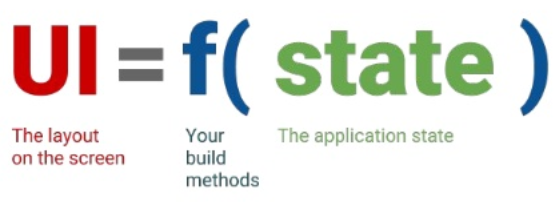 UI = f( state )
The layout
on the screen
Your
build
methods
The application state